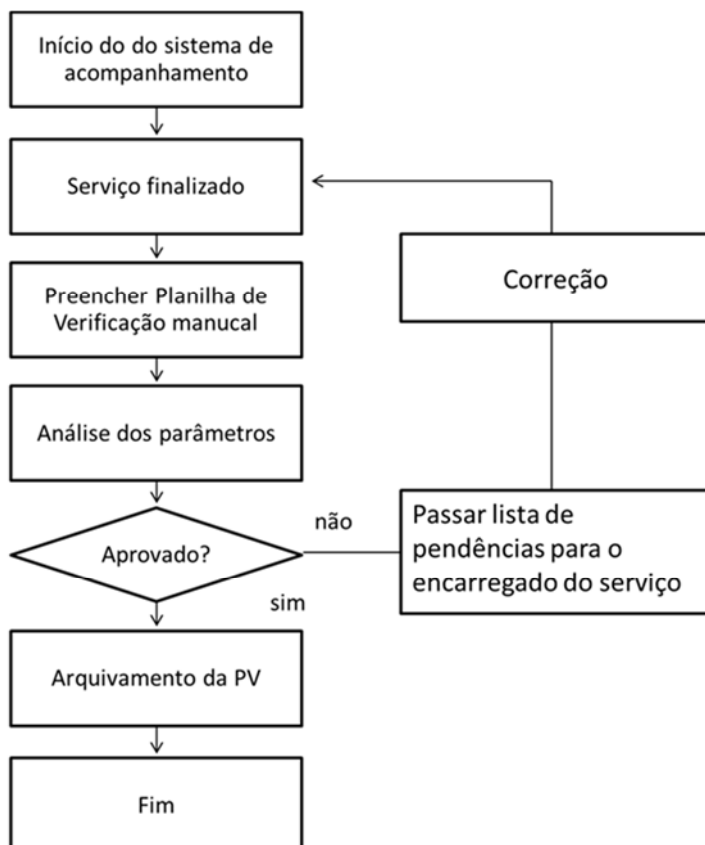 Início do do sistema de
acompanhamento
Serviço finalizado
Preencher Planilha de
Verificação manucal
Correção
Análise dos parâmetros
Aprovado?
não
Passar lista de
pendências para o
encarregado do serviço
sim
Arquivamento da PV
Fim